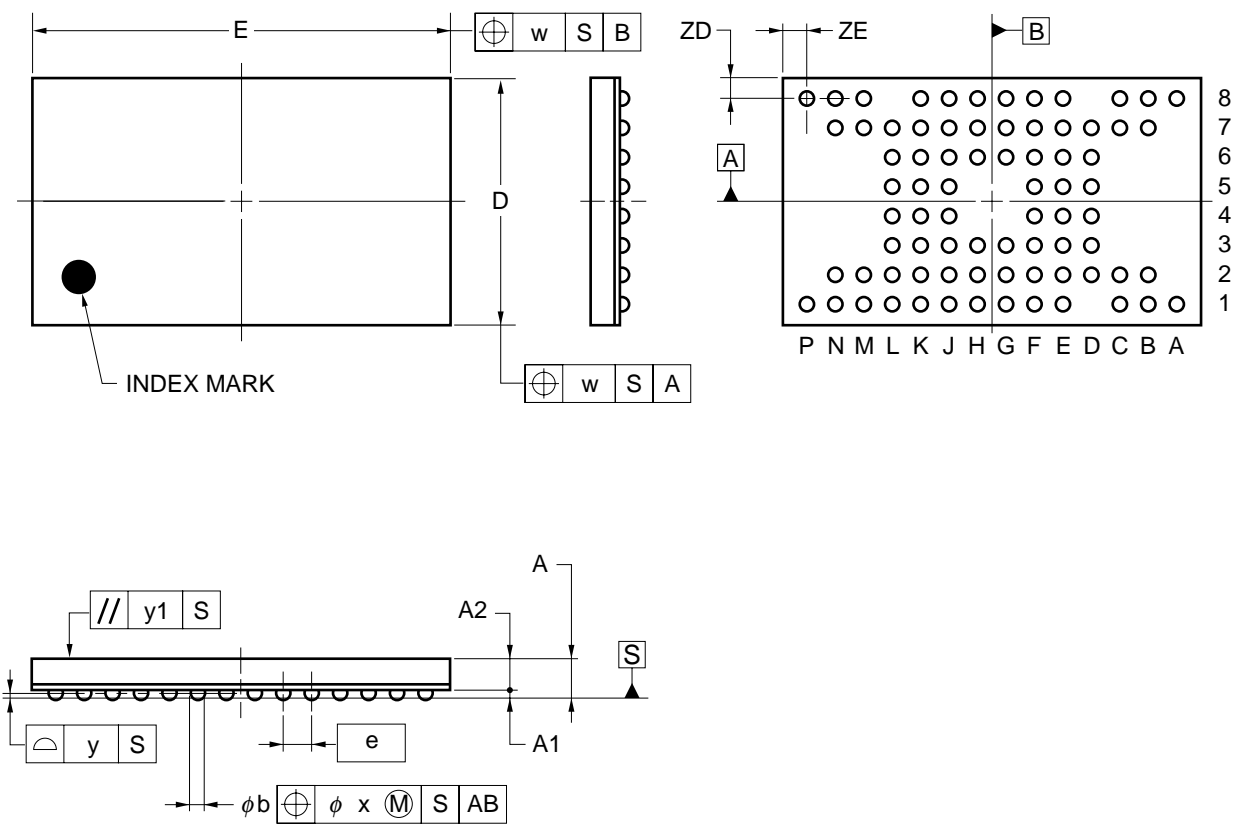 E
⌖ w S B
D
INDEX MARK
⌖ w S A
ZD
ZE
B
A
8
7
6
5
4
3
2
1
P N M L K J H G F E D C B A
// y1 S
A
A2
S
A1
⌓ y S
e
ϕb ⌖ ϕ x Ⓜ S AB